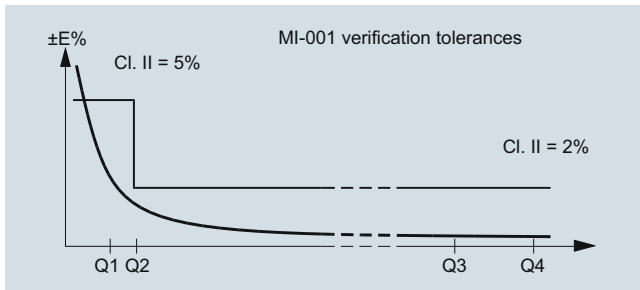 MI-001 verification tolerances
±E%
Cl. II = 5%
Cl. II = 2%
Q1 Q2 Q3 Q4